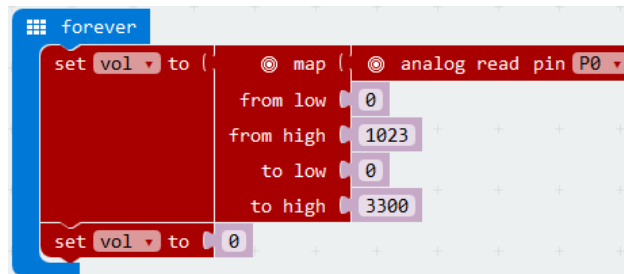 forever
set vol to map analog read pin P0
from low 0
from high 1023
to low 0
to high 3300
set vol to 0